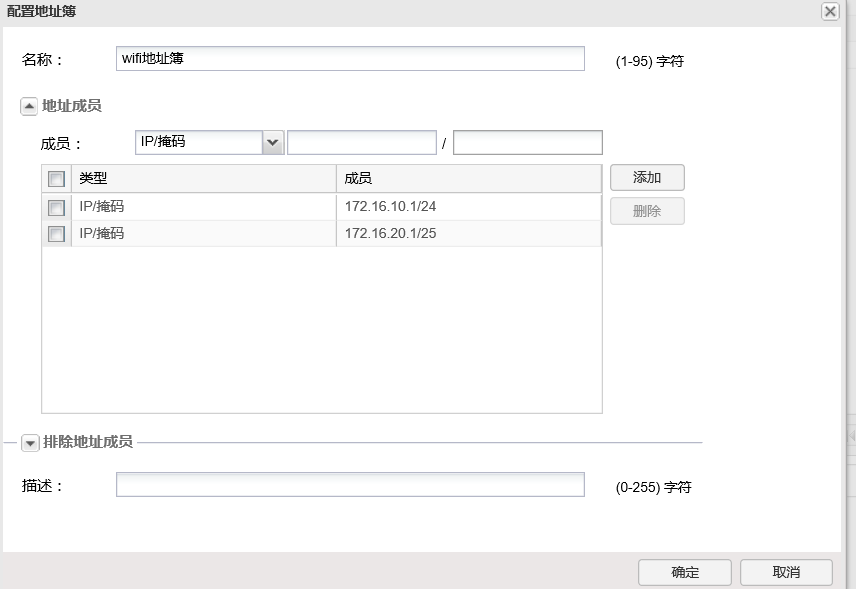 配置地址簿
名称： wifi地址簿 (1-95) 字符
地址成员
成员： IP/掩码 /
类型 成员 添加
IP/掩码 172.16.10.1/24 删除
IP/掩码 172.16.20.1/25
排除地址成员
描述： (0-255) 字符
确定 取消